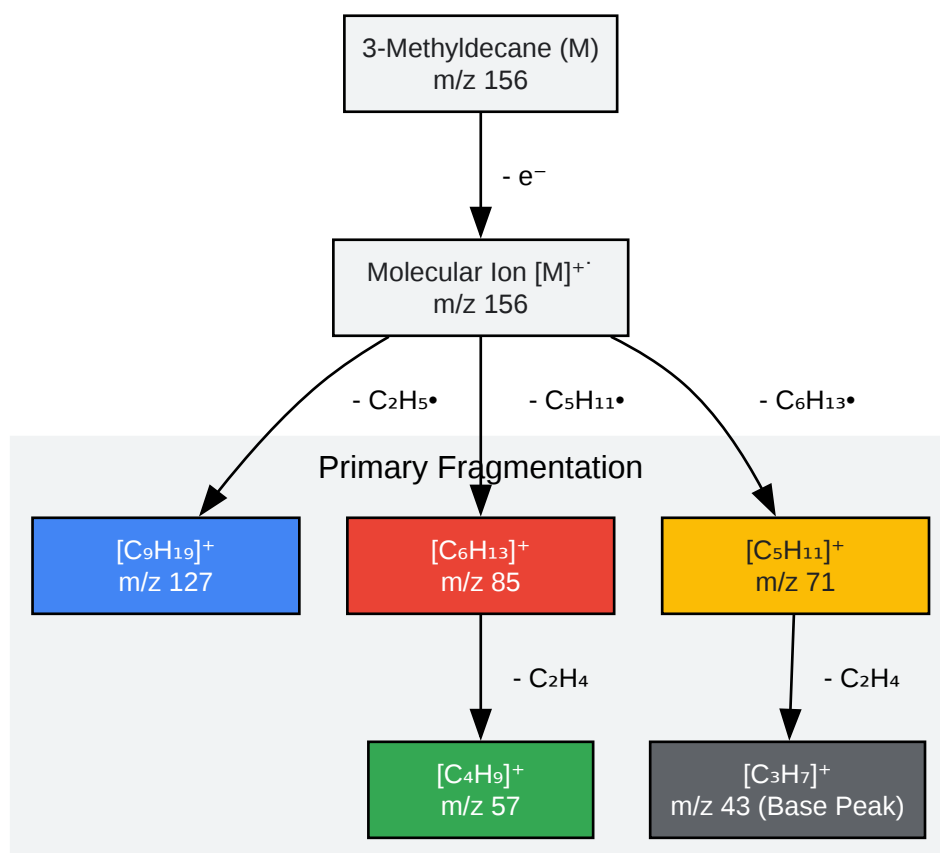 3-Methyldecane (M)
m/z 156
- e⁻
Molecular Ion [M]⁺˙
m/z 156
- C₂H₅•
- C₅H₁₁•
- C₆H₁₃•
Primary Fragmentation
[C₉H₁₉]⁺
m/z 127
[C₆H₁₃]⁺
m/z 85
[C₅H₁₁]⁺
m/z 71
- C₂H₄
- C₂H₄
[C₄H₉]⁺
m/z 57
[C₃H₇]⁺
m/z 43 (Base Peak)